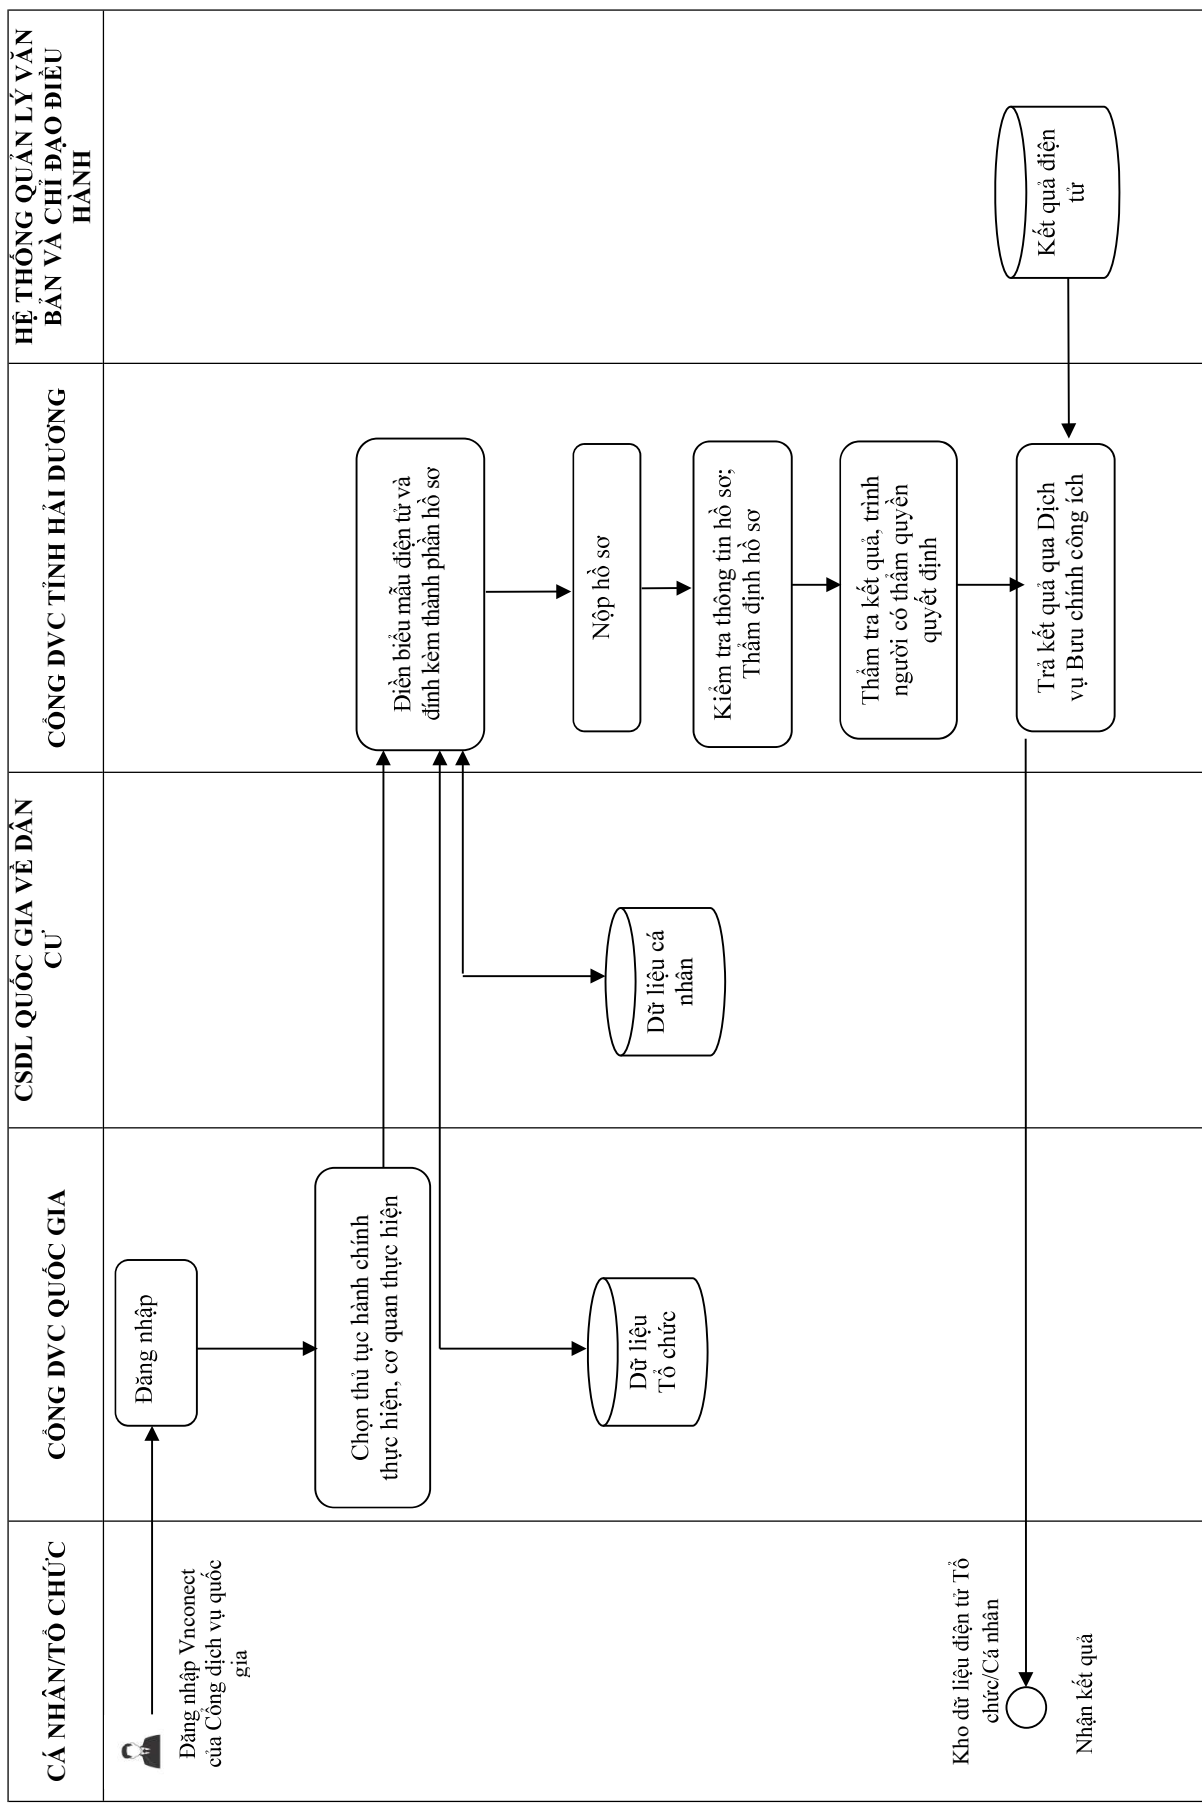 CÁ NHÂN/TỔ CHỨC
CỔNG DVC QUỐC GIA
CSDL QUỐC GIA VỀ DÂN
CƯ
CỔNG DVC TỈNH HẢI DƯƠNG
HỆ THỐNG QUẢN LÝ VĂN
BẢN VÀ CHỈ ĐẠO ĐIỀU
HÀNH
Đăng nhập Vnconect
của Cổng dịch vụ quốc
gia
Đăng nhập
Chọn thủ tục hành chính
thực hiện, cơ quan thực hiện
Điền biểu mẫu điện tử và
đính kèm thành phần hồ sơ
Dữ liệu
Tổ chức
Dữ liệu cá
nhân
Nộp hồ sơ
Kiểm tra thông tin hồ sơ;
Thẩm định hồ sơ
Thẩm tra kết quả, trình
người có thẩm quyền
quyết định
Trả kết quả qua Dịch
vụ Bưu chính công ích
Kết quả điện
tử
Kho dữ liệu điện tử Tổ
chức/Cá nhân
Nhận kết quả